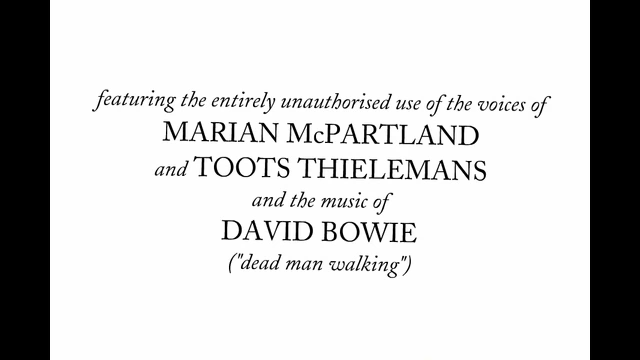 featuring the entirely unauthorised use of the voices of
MARIAN McPARTLAND
and TOOTS THIELEMANS
and the music of
DAVID BOWIE
("dead man walking")